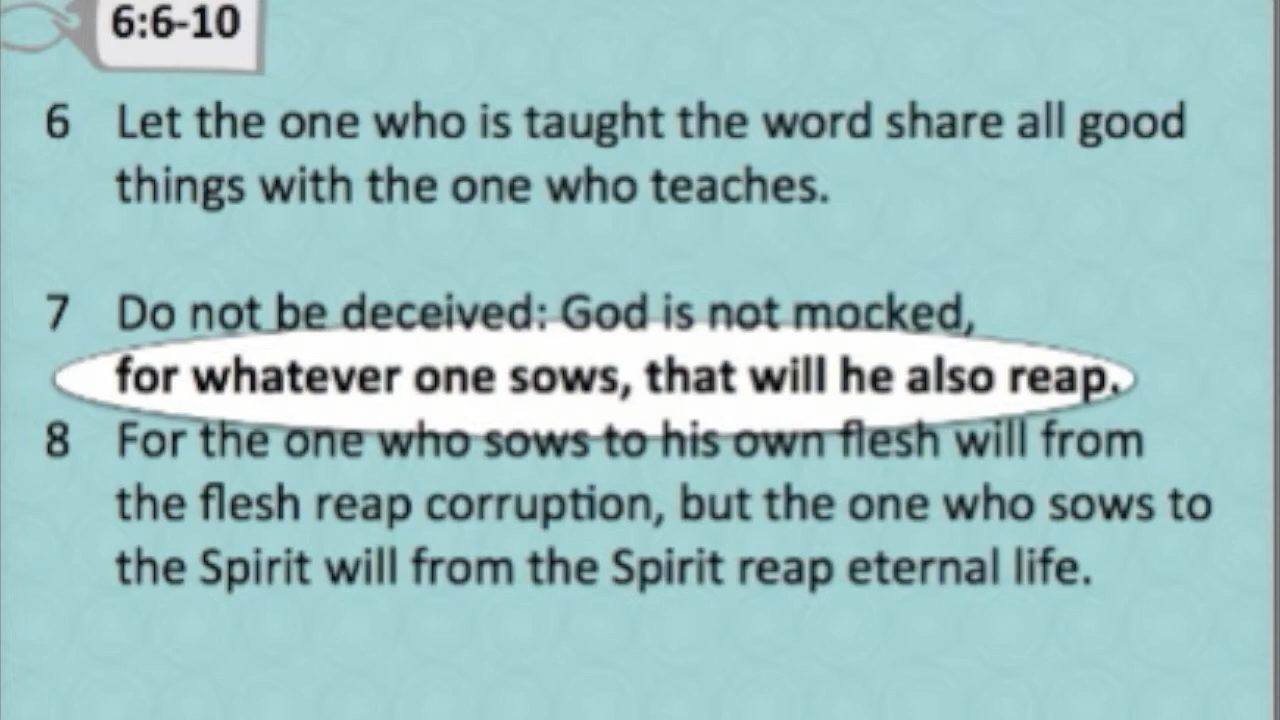 6:6-10
6 Let the one who is taught the word share all good
things with the one who teaches.
7 Do not be deceived: God is not mocked,
for whatever one sows, that will he also reap.
8 For the one who sows to his own flesh will from
the flesh reap corruption, but the one who sows to
the Spirit will from the Spirit reap eternal life.